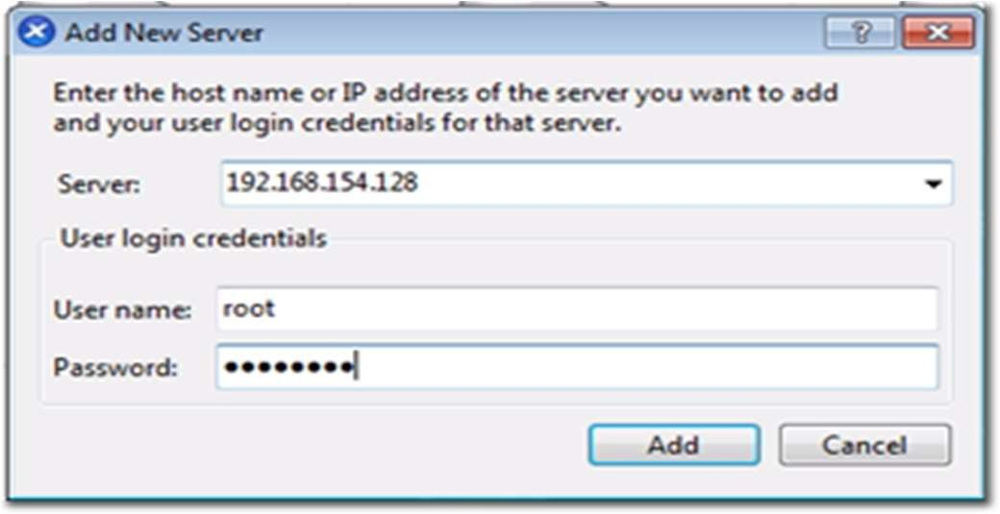 Add New Server
Enter the host name or IP address of the server you want to add
and your user login credentials for that server.
Server: 192.168.154.128
User login credentials
User name: root
Password: ●●●●●●●●
Add Cancel